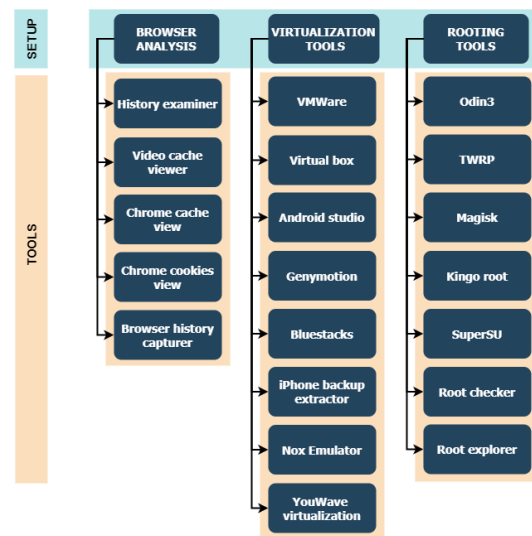 SETUP
BROWSER
ANALYSIS
VIRTUALIZATION
TOOLS
ROOTING
TOOLS
TOOLS
History examiner
Video cache
viewer
Chrome cache
view
Chrome cookies
view
Browser history
capturer
VMWare
Virtual box
Android studio
Genymotion
Bluestacks
iPhone backup
extractor
Nox Emulator
YouWave
virtualization
Odin3
TWRP
Magisk
Kingo root
SuperSU
Root checker
Root explorer